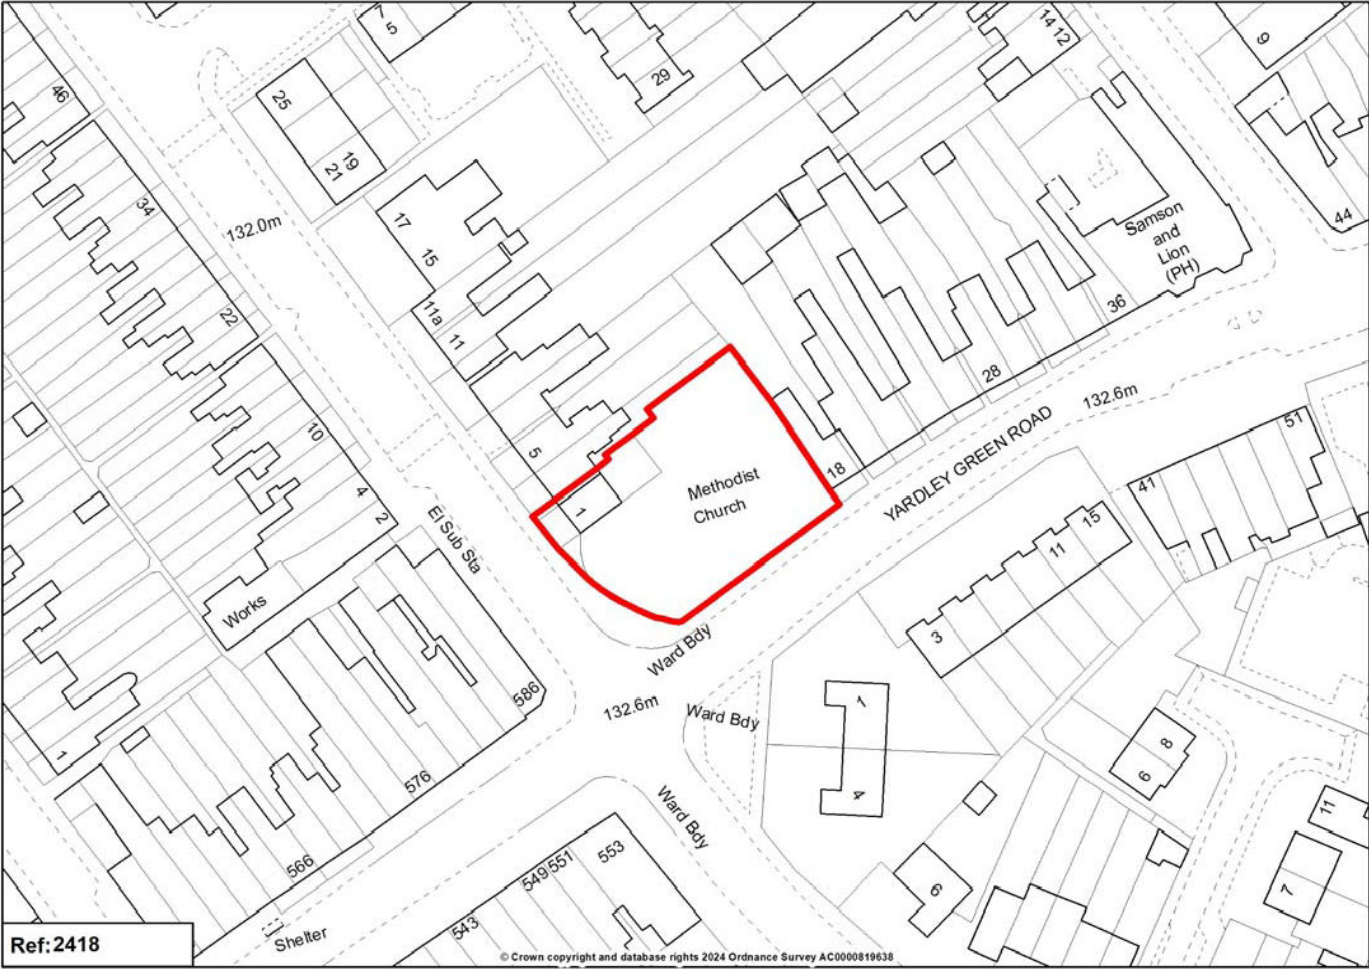 7
5
14 12
9
46
29
25
19
21
34
17
132.0m
15
44
Samson
and
Lion
(PH)
22
11a
11
36
28
132.6m
10
5
51
YARDLEY GREEN ROAD
4
2
18
Methodist
Church
1
41
El Sub Sta
15
11
Works
3
Ward Bdy
586
132.6m
Ward Bdy
1
1
8
6
576
4
Ward Bdy
11
566
549
551
553
6
7
543
Shelter
Ref:2418
© Crown copyright and database rights 2024 Ordnance Survey AC0000819638